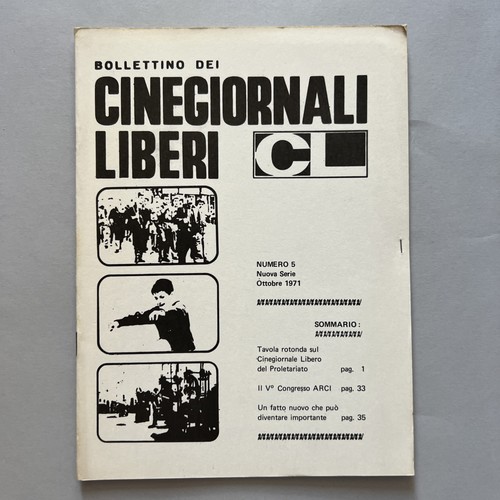 BOLLETTINO DEI
CINEGIORNALI
LIBERI
CL
NUMERO 5
Nuova Serie
Ottobre 1971
SOMMARIO:
Tavola rotonda sul
Cinegiornale Libero
del Proletariato pag. 1
Il V° Congresso ARCI pag. 33
Un fatto nuovo che può
diventare importante pag. 35